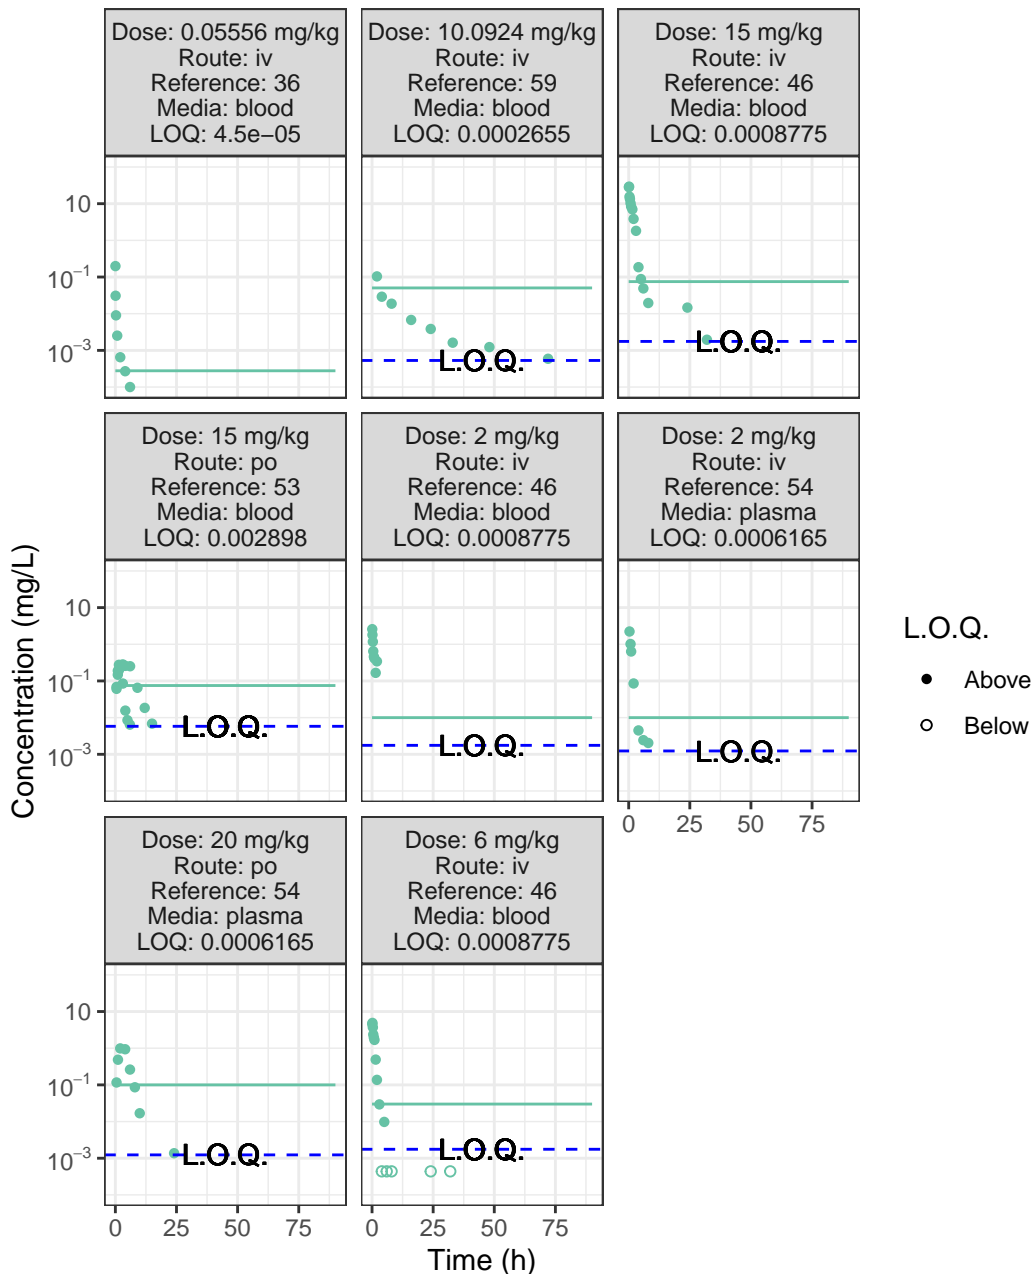 Dose: 0.05556 mg/kg
Route: iv
Reference: 36
Media: blood
LOQ: 4.5e−05
Dose: 10.0924 mg/kg
Route: iv
Reference: 59
Media: blood
LOQ: 0.0002655
Dose: 15 mg/kg
Route: iv
Reference: 46
Media: blood
LOQ: 0.0008775
10
10⁻¹
10⁻³
L.O.Q.
L.O.Q.
Dose: 15 mg/kg
Route: po
Reference: 53
Media: blood
LOQ: 0.002898
Dose: 2 mg/kg
Route: iv
Reference: 46
Media: blood
LOQ: 0.0008775
Dose: 2 mg/kg
Route: iv
Reference: 54
Media: plasma
LOQ: 0.0006165
Concentration (mg/L)
10
10⁻¹
10⁻³
L.O.Q.
L.O.Q.
L.O.Q.
0 25 50 75
L.O.Q.
Above
Below
Dose: 20 mg/kg
Route: po
Reference: 54
Media: plasma
LOQ: 0.0006165
Dose: 6 mg/kg
Route: iv
Reference: 46
Media: blood
LOQ: 0.0008775
10
10⁻¹
10⁻³
L.O.Q.
L.O.Q.
0 25 50 75
0 25 50 75
Time (h)